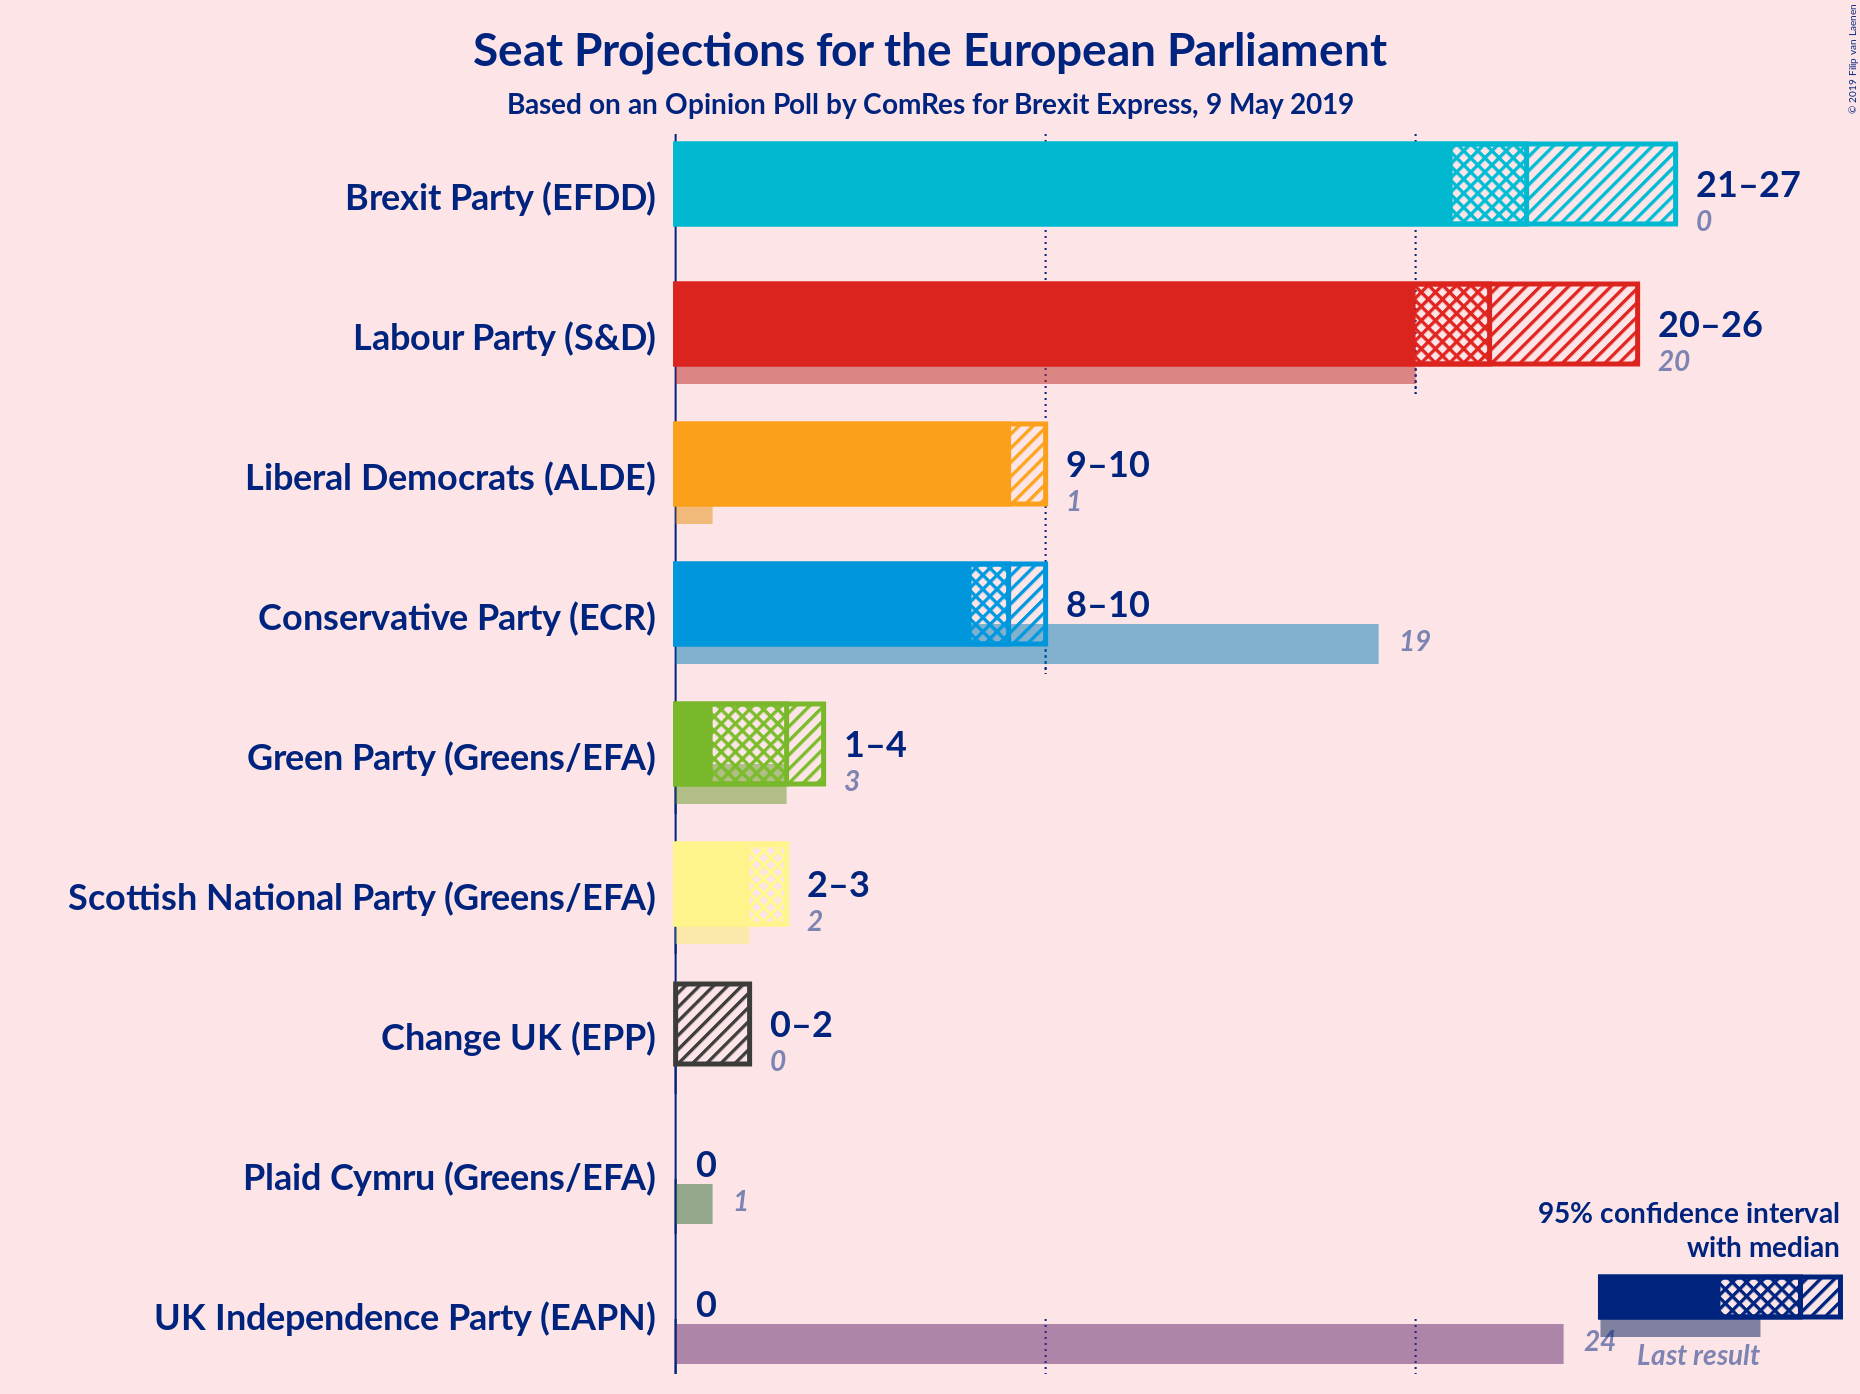 Seat Projections for the European Parliament
Based on an Opinion Poll by ComRes for Brexit Express, 9 May 2019
© 2019 Filip van Laenen
Brexit Party (EFDD)
21–27
0
Labour Party (S&D)
20–26
20
Liberal Democrats (ALDE)
9–10
1
Conservative Party (ECR)
8–10
19
Green Party (Greens/EFA)
1–4
3
Scottish National Party (Greens/EFA)
2–3
2
Change UK (EPP)
0–2
0
Plaid Cymru (Greens/EFA)
0
1
UK Independence Party (EAPN)
0
24
95% confidence interval
with median
Last result